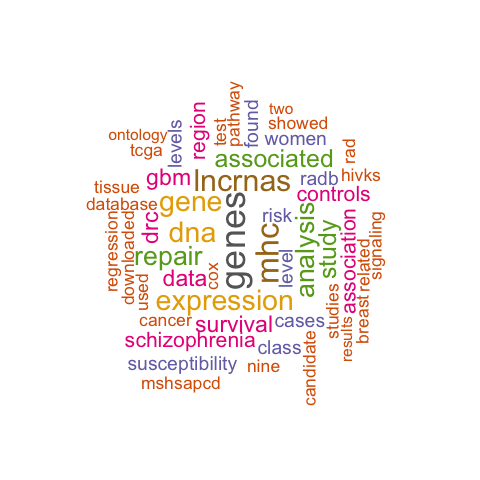 two
showed
women
ontology
tcga
levels
region
test
pathway
found
associated
rad
tissue
gbm
lncrnas
radb
hivks
controls
database
gene
genes
risk
mhc
analysis
study
association
related
signaling
regression
downloaded
drc
dna
repair
data
cox
level
used
expression
studies
results
breast
cancer
survival
cases
schizophrenia
class
candidate
susceptibility
nine
mshsapcd